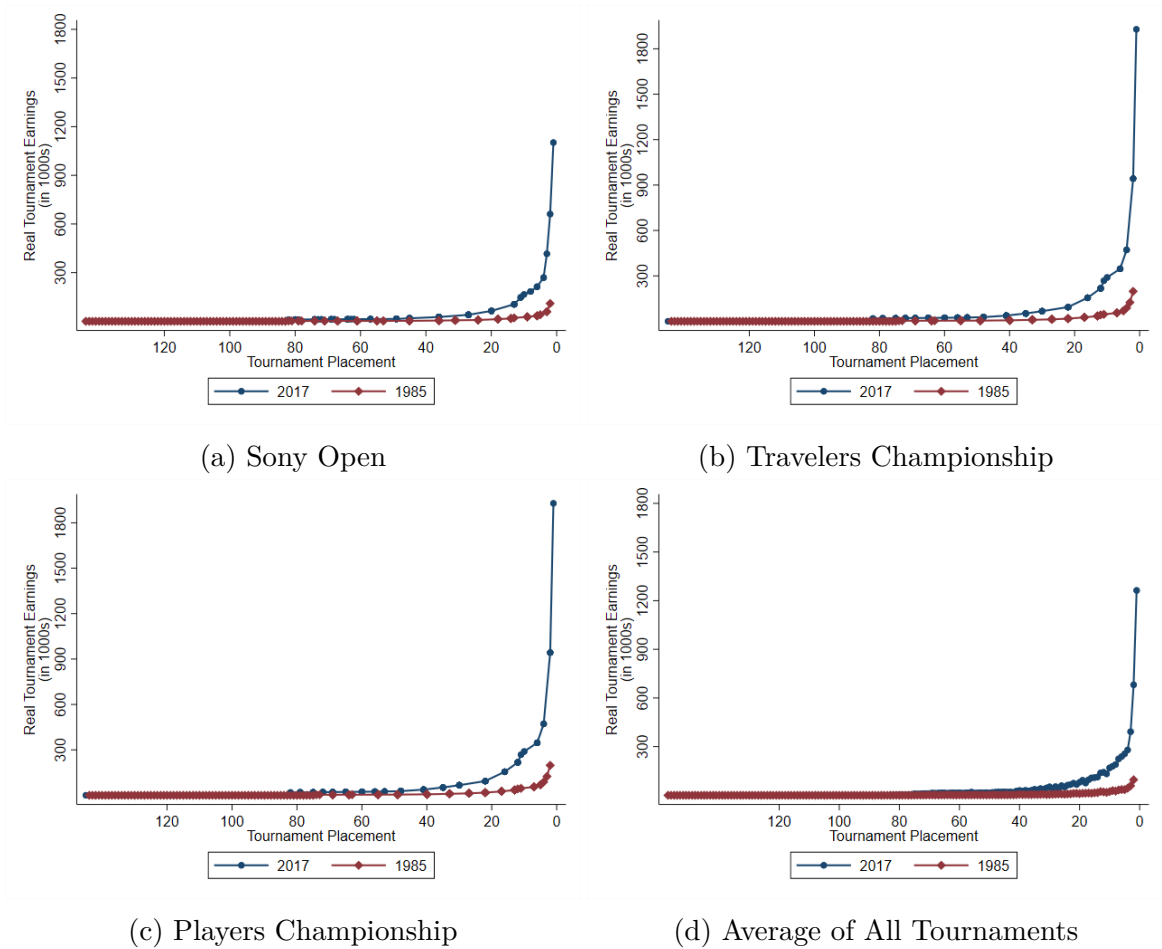 1800
1500
1200
900
600
300
Real Tournament Earnings
(in 1000s)
120 100 80 60 40 20 0
Tournament Placement
2017 1985
(a) Sony Open
1800
1500
1200
900
600
300
Real Tournament Earnings
(in 1000s)
120 100 80 60 40 20 0
Tournament Placement
2017 1985
(b) Travelers Championship
1800
1500
1200
900
600
300
Real Tournament Earnings
(in 1000s)
120 100 80 60 40 20 0
Tournament Placement
2017 1985
(c) Players Championship
1800
1500
1200
900
600
300
Real Tournament Earnings
(in 1000s)
120 100 80 60 40 20 0
Tournament Placement
2017 1985
(d) Average of All Tournaments